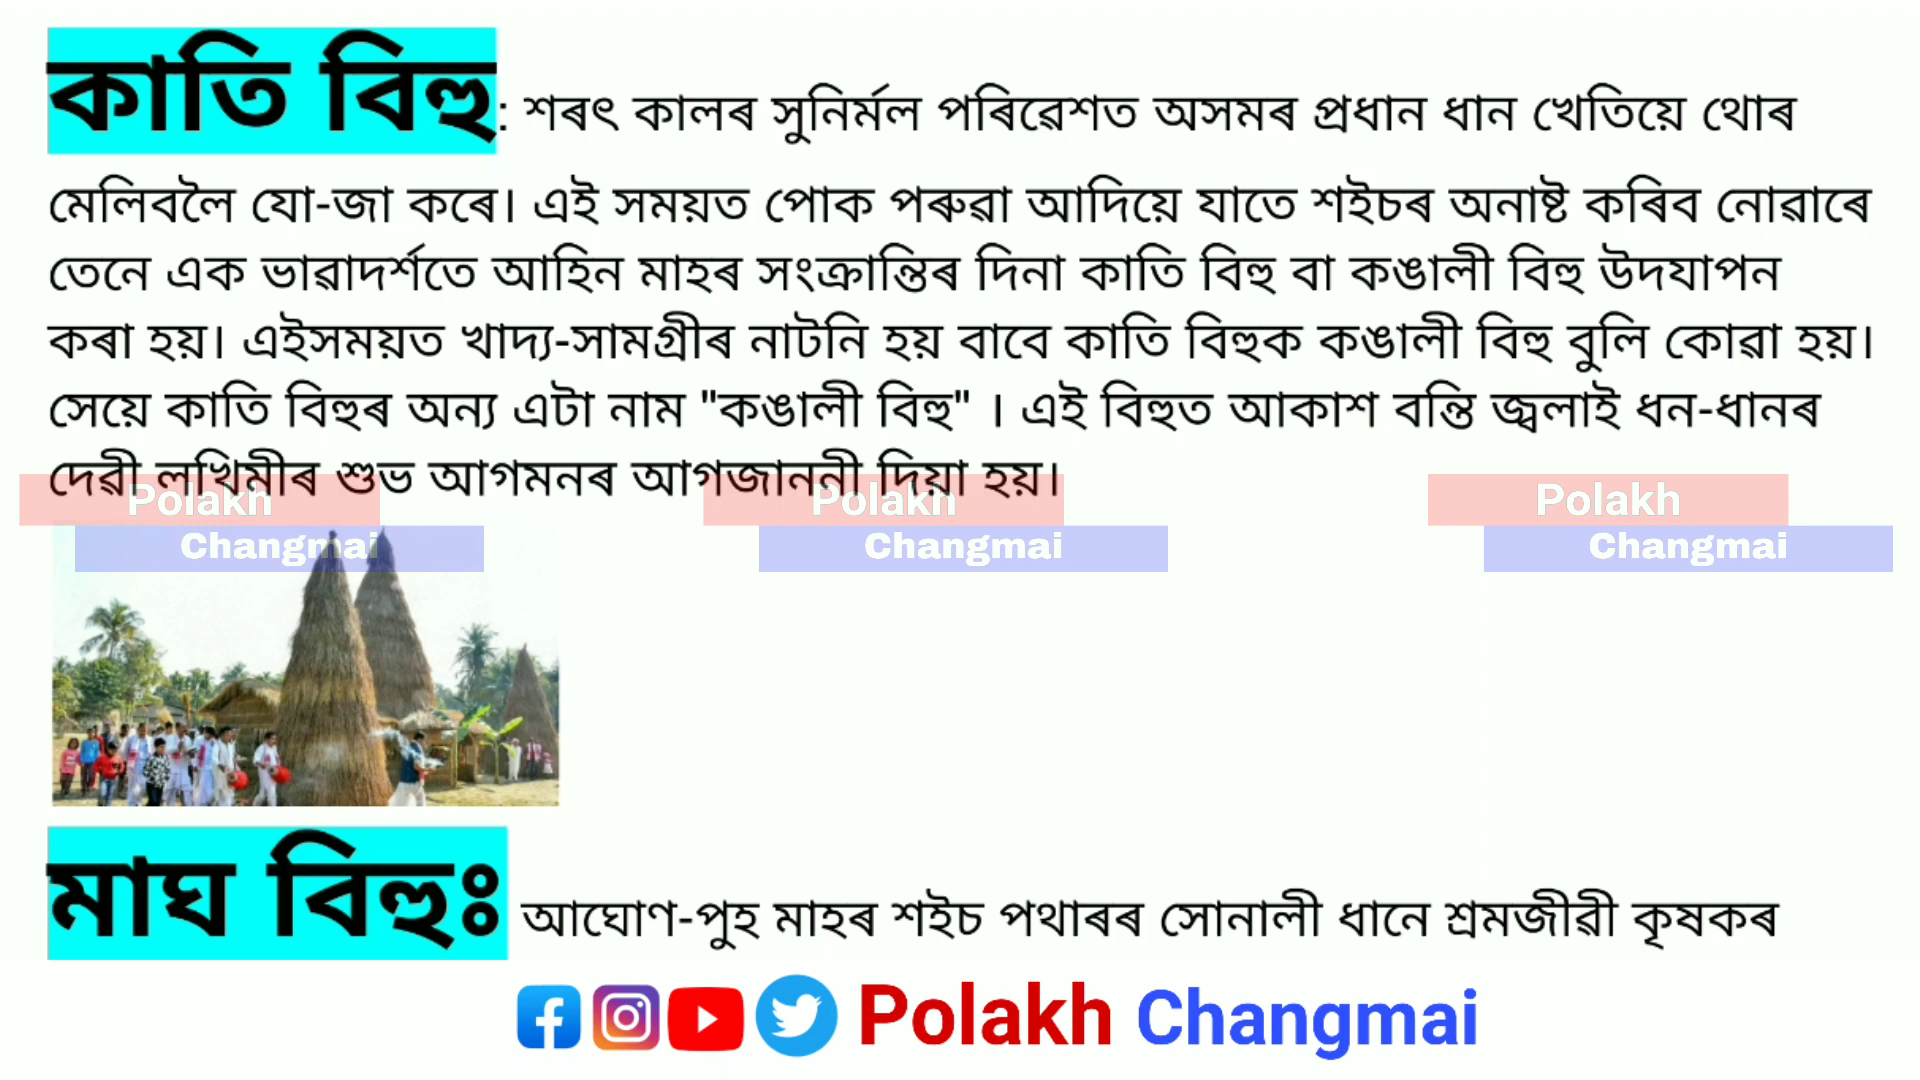 কাতি বিহু: শৰৎ কালৰ সুনিৰ্মল পৰিৱেশত অসমৰ প্ৰধান ধান খেতিয়ে থোৰ
মেলিবলৈ যো-জা কৰে। এই সময়ত পোক পৰুৱা আদিয়ে যাতে শইচৰ অনাষ্ট কৰিব নোৱাৰে
তেনে এক ভাৱাদৰ্শতে আহিন মাহৰ সংক্ৰান্তিৰ দিনা কাতি বিহু বা কঙালী বিহু উদযাপন
কৰা হয়। এইসময়ত খাদ্য-সামগ্ৰীৰ নাটনি হয় বাবে কাতি বিহুক কঙালী বিহু বুলি কোৱা হয়।
সেয়ে কাতি বিহুৰ অন্য এটা নাম "কঙালী বিহু" । এই বিহুত আকাশ বন্তি জ্বলাই ধন-ধানৰ
দেৱী লখিমীৰ শুভ আগমনৰ আগজাননী দিয়া হয়।
Polakh Polakh Polakh
Changmai Changmai Changmai
মাঘ বিহুঃ আঘোণ-পুহ মাহৰ শইচ পথাৰৰ সোনালী ধানে শ্ৰমজীৱী কৃষকৰ
Polakh Changmai